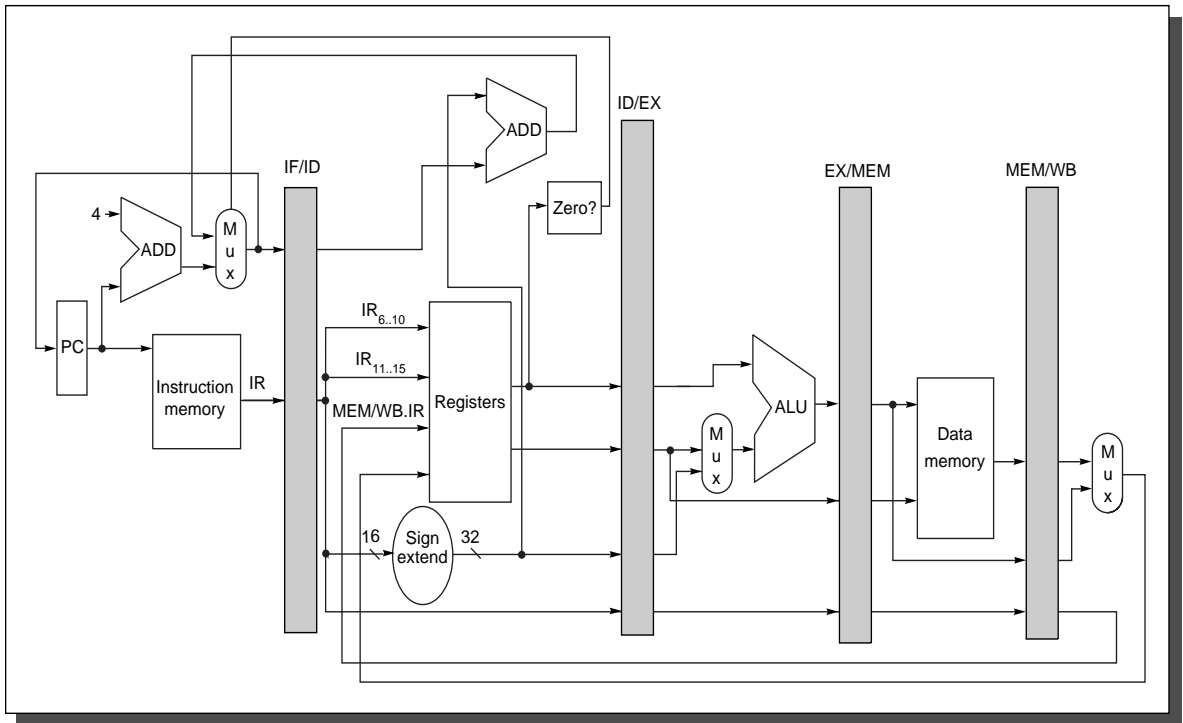 ID/EX
ADD
IF/ID
EX/MEM
MEM/WB
Zero?
4
ADD
M
u
x
IR6..10
PC
IR11..15
Instruction
memory
IR
Registers
MEM/WB.IR
ALU
M
u
x
Data
memory
M
u
x
16
Sign
extend
32